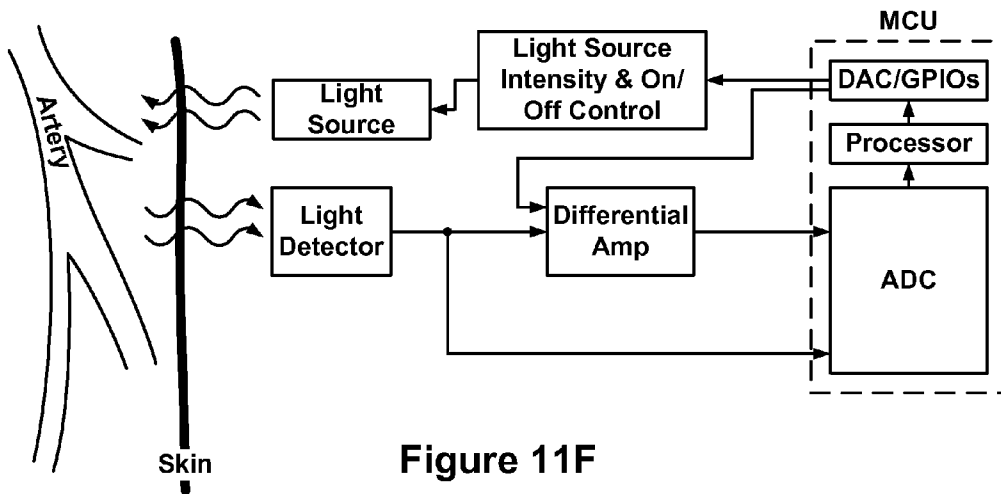 MCU
Light Source
Intensity & On/
Off Control
DAC/GPIOs
Light
Source
Processor
Artery
Light
Detector
Differential
Amp
ADC
Skin
Figure 11F